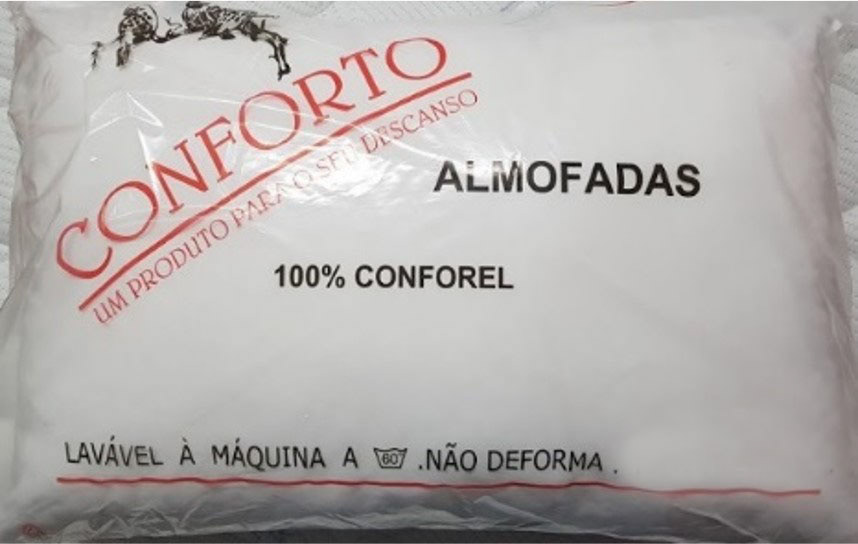 CONFORTO
UM PRODUTO PARA O SEU DESCANSO
ALMOFADAS
100% CONFOREL
LAVÁVEL À MÁQUINA A 60° .NÃO DEFORMA .